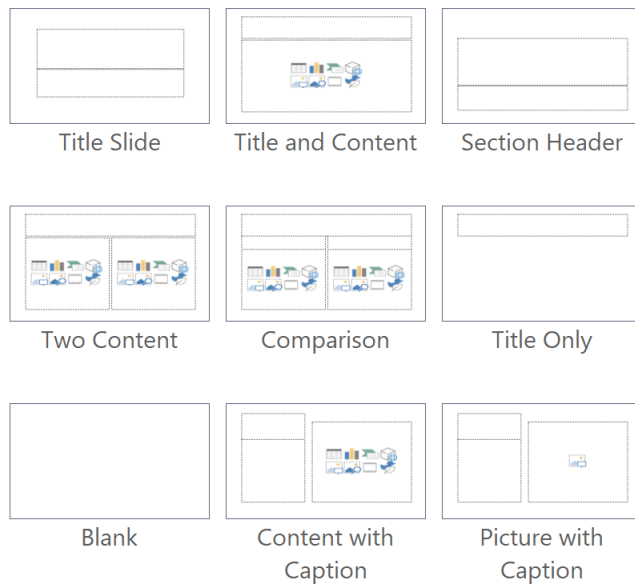 Title Slide
Title and Content
Section Header
Two Content
Comparison
Title Only
Blank
Content with
Caption
Picture with
Caption